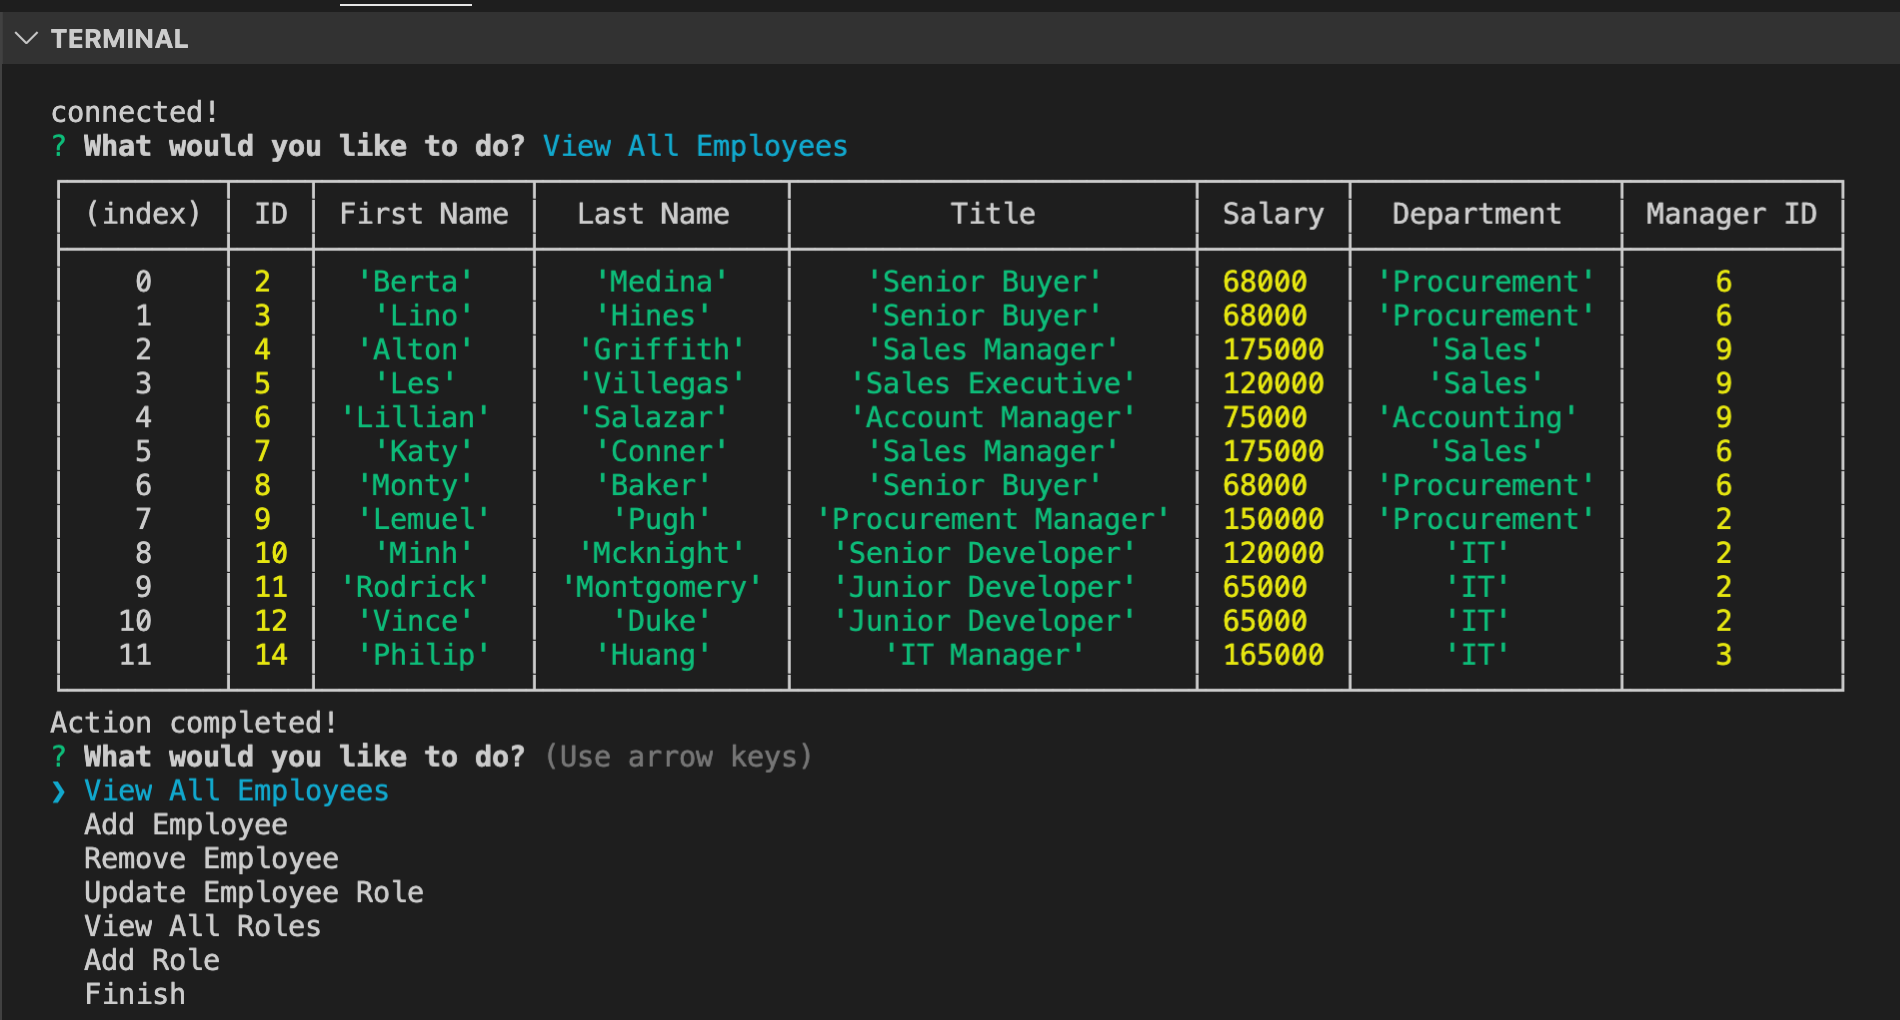 TERMINAL
connected!
? What would you like to do? View All Employees
(index) ID First Name Last Name Title Salary Department Manager ID
0 2 'Berta' 'Medina' 'Senior Buyer' 68000 'Procurement' 6
1 3 'Lino' 'Hines' 'Senior Buyer' 68000 'Procurement' 6
2 4 'Alton' 'Griffith' 'Sales Manager' 175000 'Sales' 9
3 5 'Les' 'Villegas' 'Sales Executive' 120000 'Sales' 9
4 6 'Lillian' 'Salazar' 'Account Manager' 75000 'Accounting' 9
5 7 'Katy' 'Conner' 'Sales Manager' 175000 'Sales' 6
6 8 'Monty' 'Baker' 'Senior Buyer' 68000 'Procurement' 6
7 9 'Lemuel' 'Pugh' 'Procurement Manager' 150000 'Procurement' 2
8 10 'Minh' 'Mcknight' 'Senior Developer' 120000 'IT' 2
9 11 'Rodrick' 'Montgomery' 'Junior Developer' 65000 'IT' 2
10 12 'Vince' 'Duke' 'Junior Developer' 65000 'IT' 2
11 14 'Philip' 'Huang' 'IT Manager' 165000 'IT' 3
Action completed!
? What would you like to do? (Use arrow keys)
❯ View All Employees
Add Employee
Remove Employee
Update Employee Role
View All Roles
Add Role
Finish